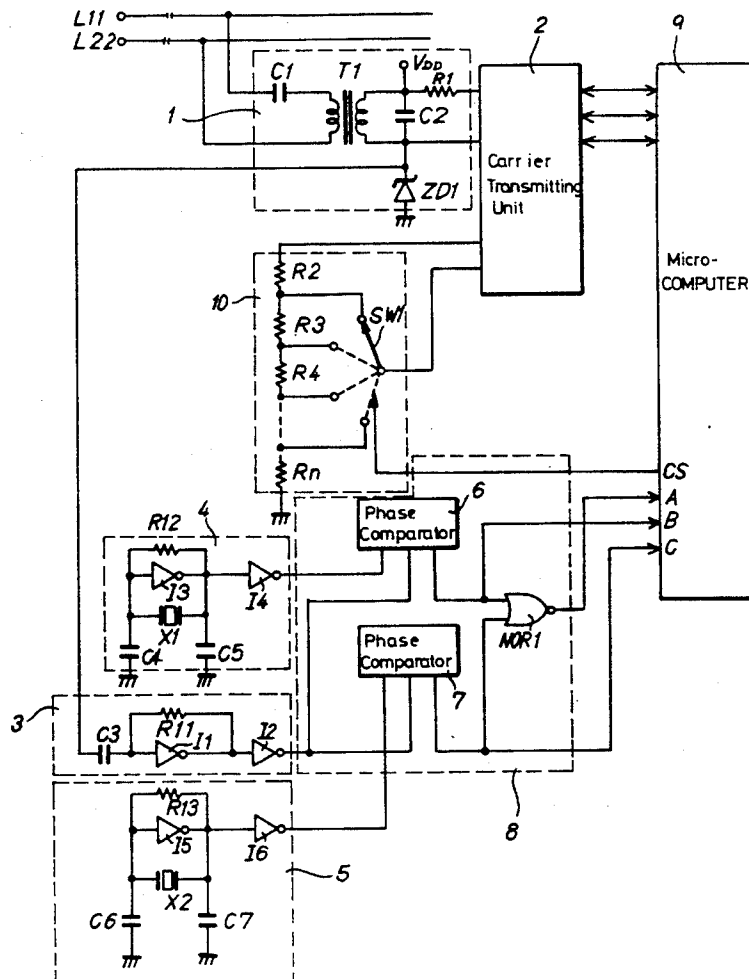 L11
L22
C1
T1
VDD
R1
C2
1
ZD1
2
Carrier
Transmitting
Unit
9
Micro-
COMPUTER
10
R2
R3
R4
Rn
SW1
CS
A
B
C
4
R12
I3
I4
X1
C4
C5
Phase
Comparator
6
Phase
Comparator
7
NOR1
8
3
C3
R11
I1
I2
R13
I5
I6
X2
C6
C7
5